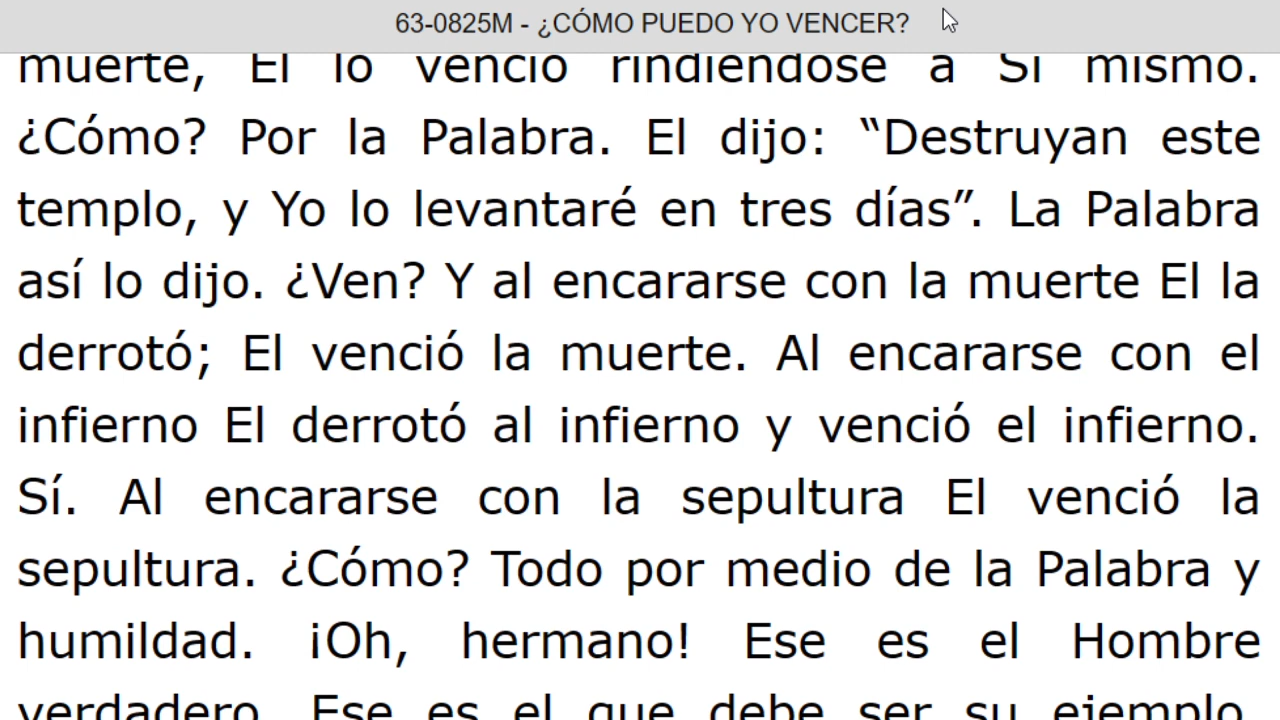 63-0825M - ¿CÓMO PUEDO YO VENCER?
muerte, El lo venció rindiéndose a Sí mismo.
¿Cómo? Por la Palabra. El dijo: “Destruyan este
templo, y Yo lo levantaré en tres días”. La Palabra
así lo dijo. ¿Ven? Y al encararse con la muerte El la
derrotó; El venció la muerte. Al encararse con el
infierno El derrotó al infierno y venció el infierno.
Sí. Al encararse con la sepultura El venció la
sepultura. ¿Cómo? Todo por medio de la Palabra y
humildad. ¡Oh, hermano! Ese es el Hombre
verdadero. Ese es el que debe ser su ejemplo.